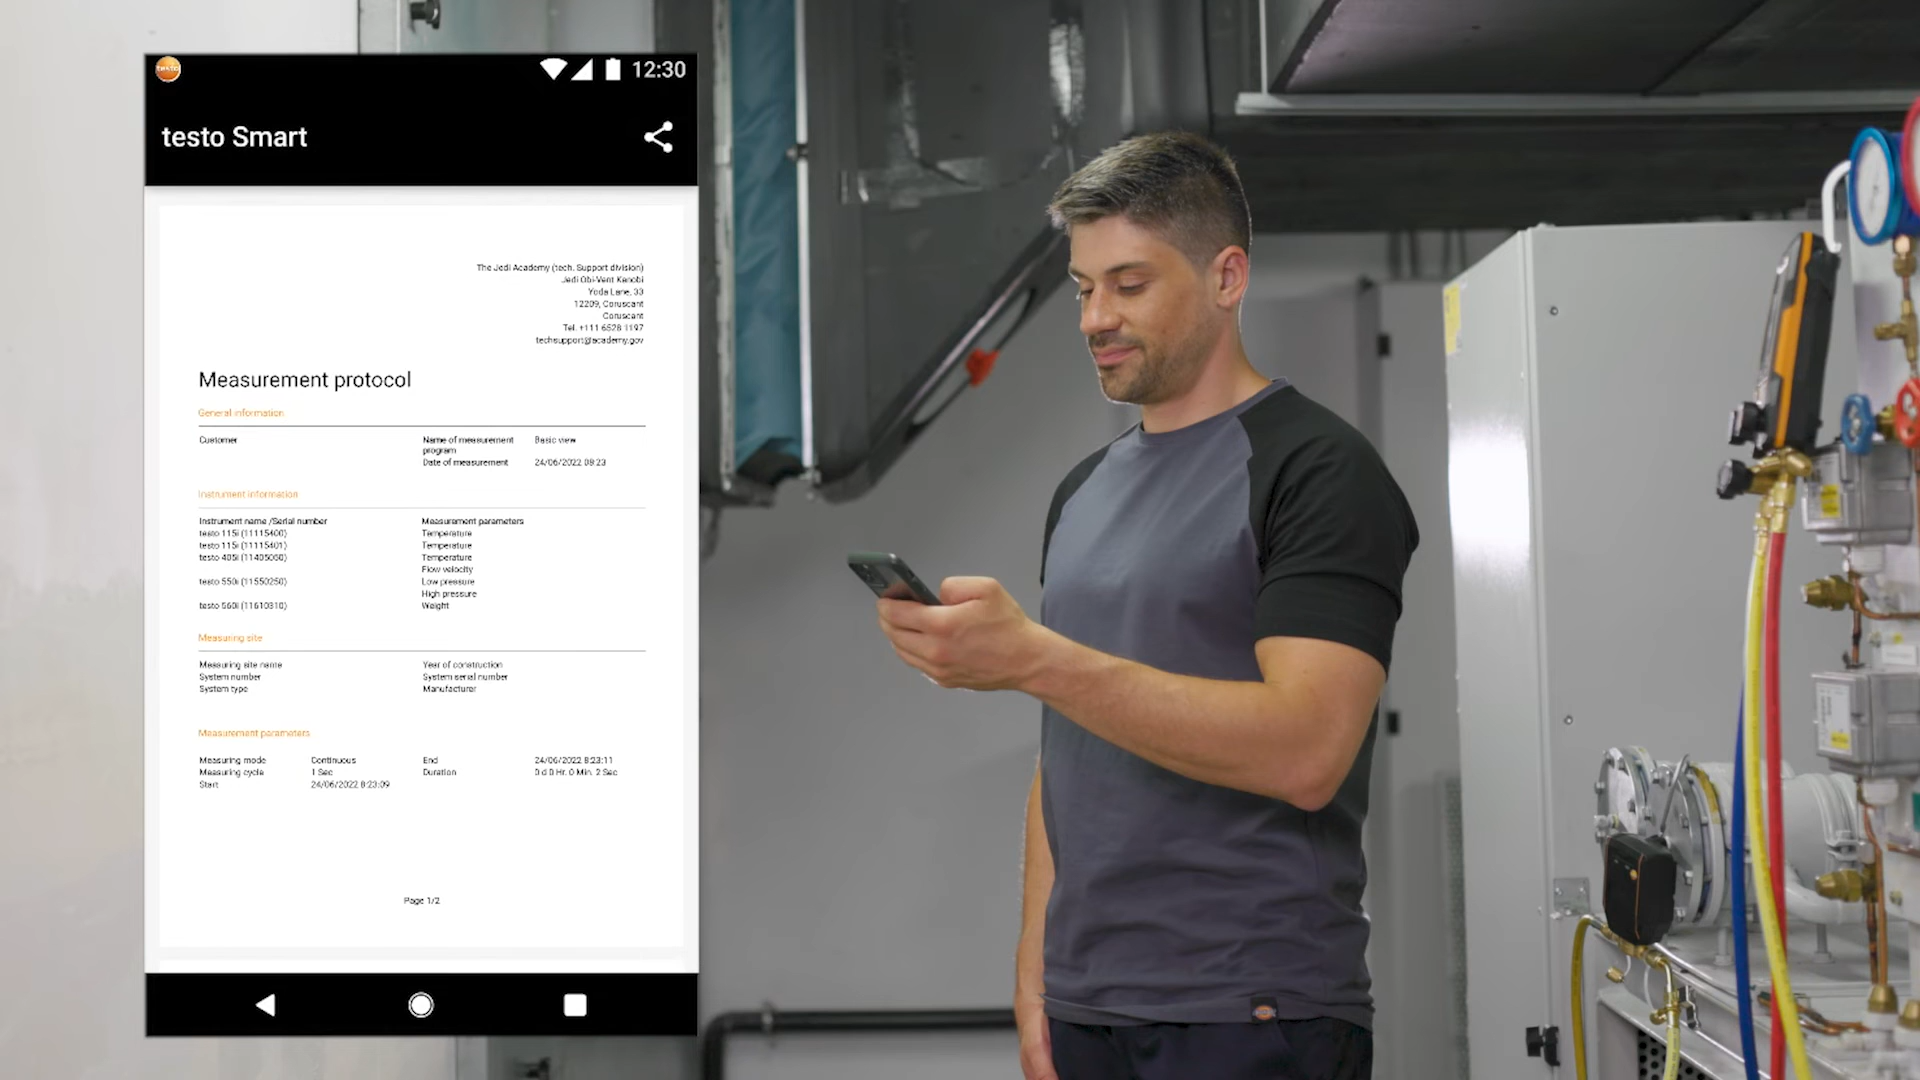 testo
12:30
testo Smart
The Jedi Academy (tech. Support division)
Jedi Obi-Vent Kenobi
Yoda Lane, 33
12209, Coruscant
Coruscant
Tel. +111 6528 1197
techsupport@academy.gov
Measurement protocol
General information
Customer Name of measurement program Basic view
Date of measurement 24/06/2022 08:23
Instrument information
Instrument name /Serial number Measurement parameters
testo 115i (11115400) Temperature
testo 115i (11115401) Temperature
testo 405i (11405060) Temperature
Flow velocity
testo 550i (11550250) Low pressure
High pressure
testo 560i (11610310) Weight
Measuring site
Measuring site name Year of construction
System number System serial number
System type Manufacturer
Measurement parameters
Measuring mode Continuous End 24/06/2022 8:23:11
Measuring cycle 1 Sec Duration 0 d 0 Hr. 0 Min. 2 Sec
Start 24/06/2022 8:23:09
Page 1/2